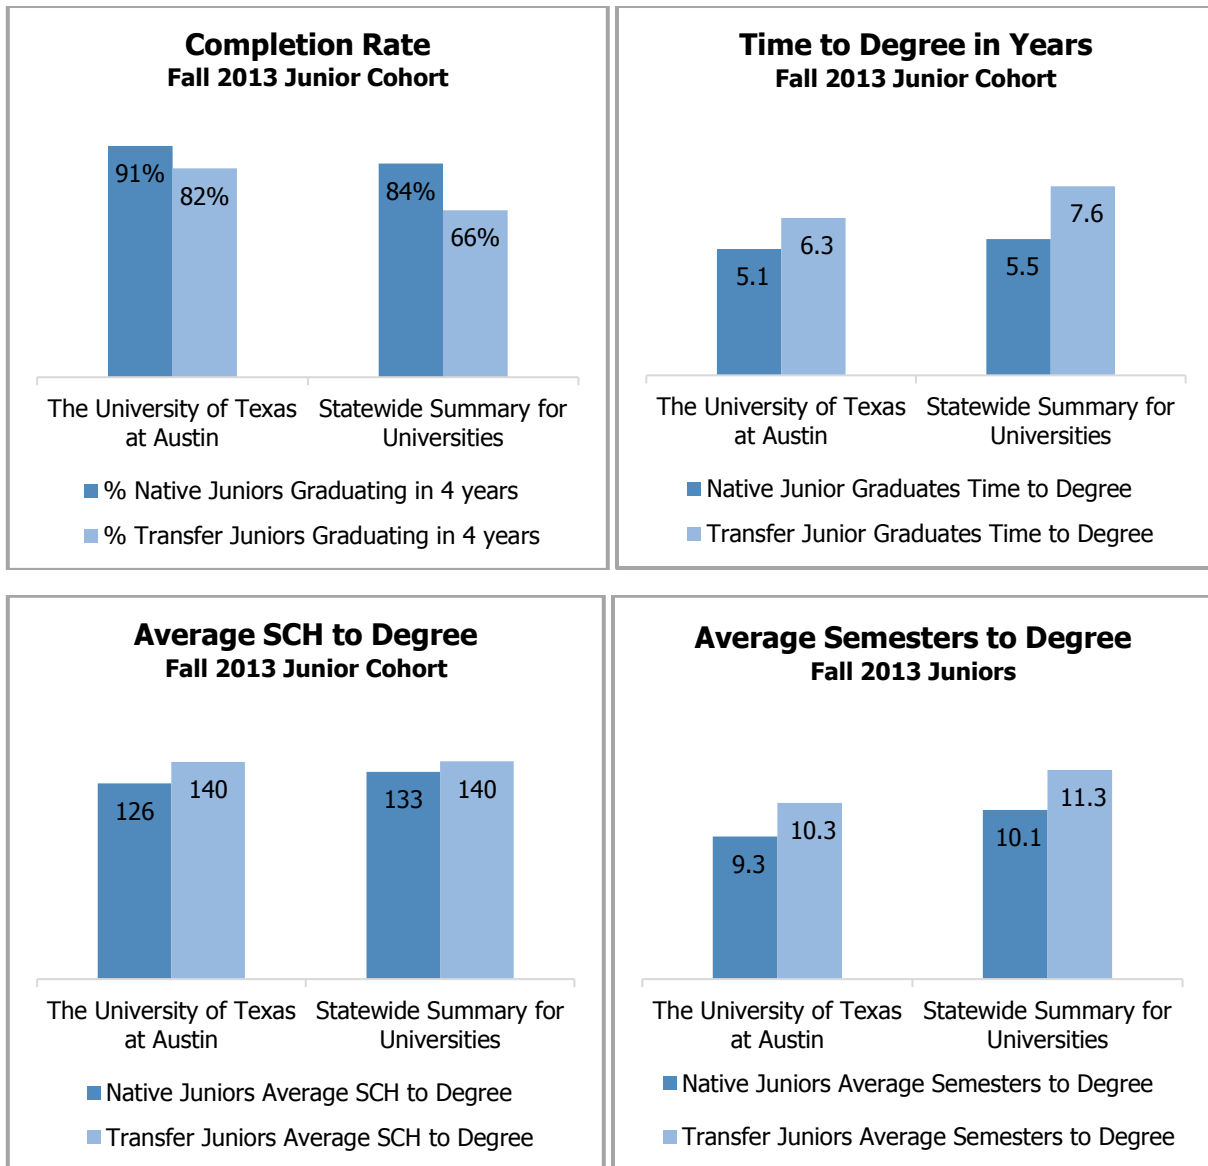 Completion Rate
Fall 2013 Junior Cohort
91%
82%
84%
66%
The University of Texas
at Austin
Statewide Summary for
Universities
% Native Juniors Graduating in 4 years
% Transfer Juniors Graduating in 4 years
Time to Degree in Years
Fall 2013 Junior Cohort
5.1
6.3
5.5
7.6
The University of Texas
at Austin
Statewide Summary for
Universities
Native Junior Graduates Time to Degree
Transfer Junior Graduates Time to Degree
Average SCH to Degree
Fall 2013 Junior Cohort
126
140
133
140
The University of Texas
at Austin
Statewide Summary for
Universities
Native Juniors Average SCH to Degree
Transfer Juniors Average SCH to Degree
Average Semesters to Degree
Fall 2013 Juniors
9.3
10.3
10.1
11.3
The University of Texas
at Austin
Statewide Summary for
Universities
Native Juniors Average Semesters to Degree
Transfer Juniors Average Semesters to Degree